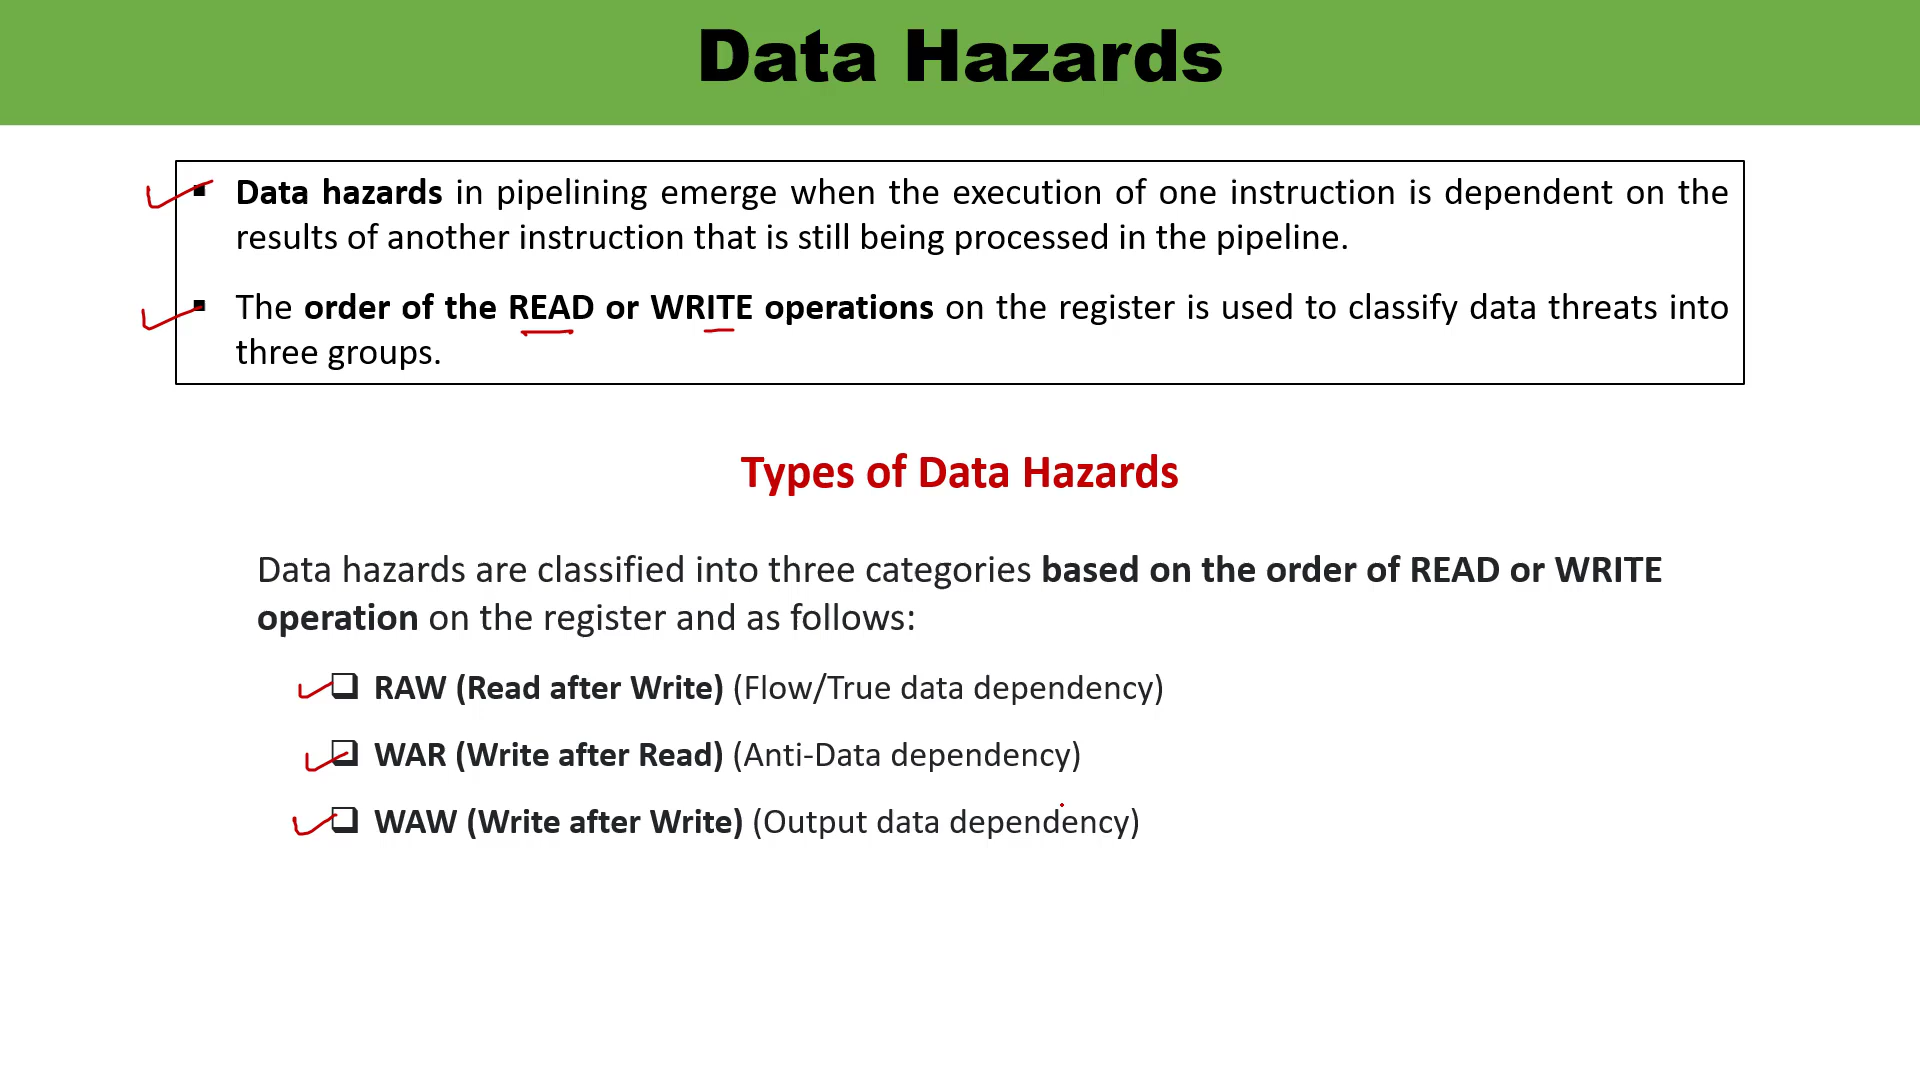 Data Hazards
▪ Data hazards in pipelining emerge when the execution of one instruction is dependent on the
results of another instruction that is still being processed in the pipeline.
▪ The order of the READ or WRITE operations on the register is used to classify data threats into
three groups.
Types of Data Hazards
Data hazards are classified into three categories based on the order of READ or WRITE
operation on the register and as follows:
❑ RAW (Read after Write) (Flow/True data dependency)
❑ WAR (Write after Read) (Anti-Data dependency)
❑ WAW (Write after Write) (Output data dependency)